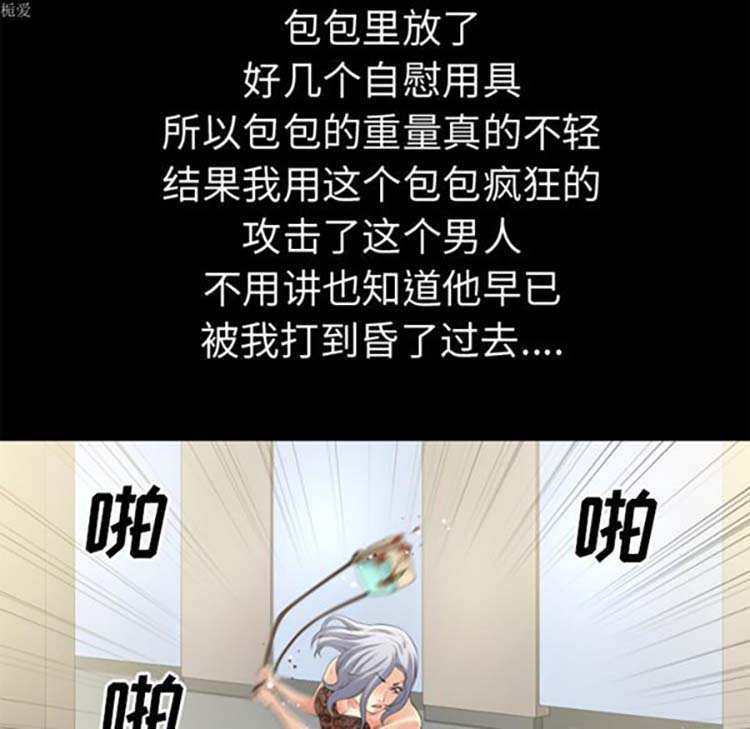 栀爱
包包里放了
好几个自慰用具
所以包包的重量真的不轻
结果我用这个包包疯狂的
攻击了这个男人
不用讲也知道他早已
被我打到昏了过去....
啪
啪
啪